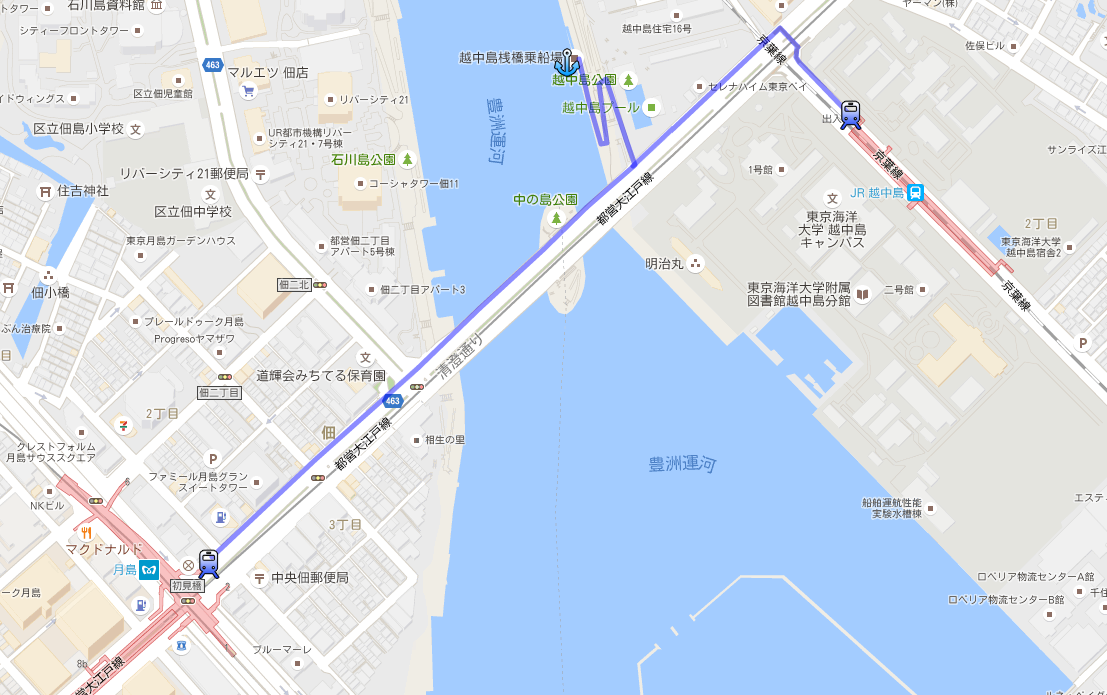 石川島資料館
シティーフロントタワー
ヤーマン(株)
463
越中島桟橋乗船場
越中島住宅16号
京葉線
佐俣ビル
マルエツ 佃店
越中島公園
セレナハイム東京ベイ
区立佃児童館
リバーシティ21
越中島プール
出入
区立佃島小学校
UR都市機構リバー
シティ21・7号棟
豊洲運河
サンライズ江
石川島公園
京葉線
リバーシティ21郵便局
コーシャタワー佃11
1号館
JR 越中島
住吉神社
区立佃中学校
中の島公園
都営大江戸線
東京海洋
大学 越中島
キャンパス
2丁目
東京月島ガーデンハウス
都営佃二丁目
アパート5号棟
東京海洋大学
越中島宿舎2
明治丸
佃小橋
佃二北
佃二丁目アパート3
東京海洋大学附属
図書館越中島分館
二号館
京葉線
ぶん治療院
プレールドゥーク月島
Progresoヤマザワ
清澄通り
P
道輝会みちてる保育園
佃二丁目
463
2丁目
佃
都営大江戸線
相生の里
クレストフォルム
月島サウススクエア
P
豊洲運河
ファミール月島グラン
スイートタワー
NKビル
6
3丁目
船舶運航性能
実験水槽棟
エスティ
マクドナルド
月島
初見橋
2
中央佃郵便局
ロペリア物流センターA館
ーク月島
ロペリア物流センターB館
千住
1
ブルーマーレ
8b
都営大江戸線